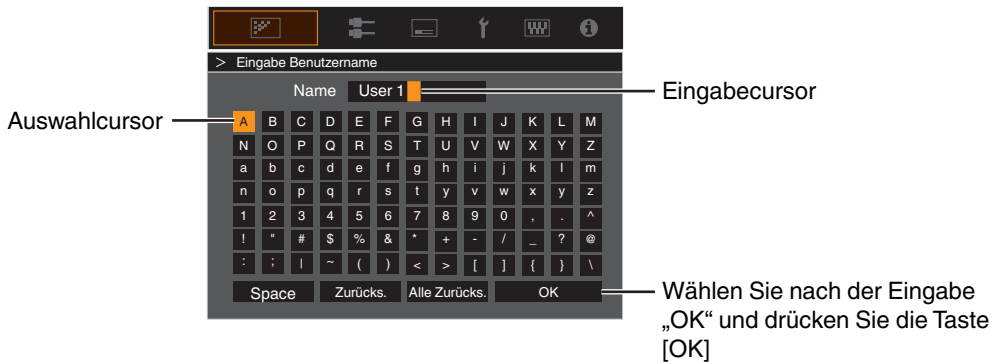 > Eingabe Benutzername
Name User 1
Eingabecursor
Auswahlcursor
A B C D E F G H I J K L M
N O P Q R S T U V W X Y Z
a b c d e f g h i j k l m
n o p q r s t y v w x y z
1 2 3 4 5 6 7 8 9 0 , . ^
! " # $ % & * + - / _ ? @
: ; | ~ ( ) < > [ ] { } \
Space Zurücks. Alle Zurücks. OK
Wählen Sie nach der Eingabe
„OK“ und drücken Sie die Taste
[OK]